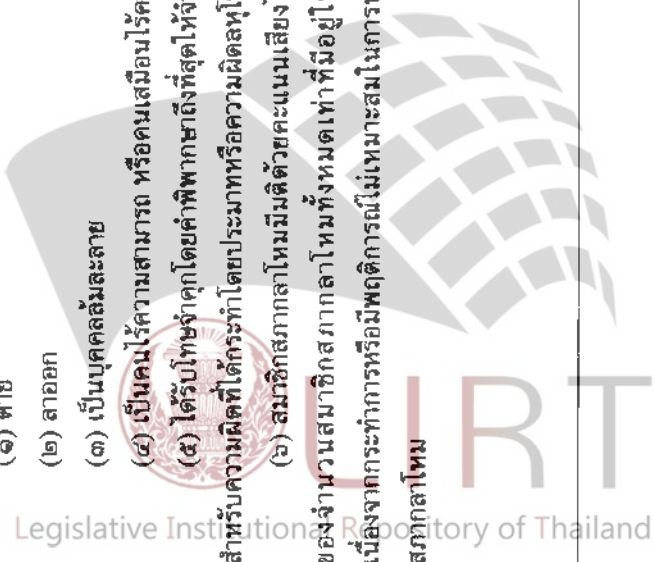 (๑) ตาย
(๒) ลาออก
(๓) เป็นบุคคลล้มละลาย
(๔) เป็นคนไร้ความสามารถ หรือคนเสมือนไร้ค
(๕) ได้รับโทษจำคุกโดยคำพิพากษาถึงที่สุดให้จำ
สำหรับความผิดที่ได้กระทำโดยประมาทหรือความผิดลหุโ
(๖) สมาชิกสภากลาโหมมีมติด้วยคะแนนเสียง
ของจำนวนสมาชิกสภากลาโหมทั้งหมดเท่าที่มีอยู่ใ
เนื่องจากกระทำการหรือมีพฤติการณ์ไม่เหมาะสมในการ
สภากลาโหม
LIRT
Legislative Institutional Repository of Thailand